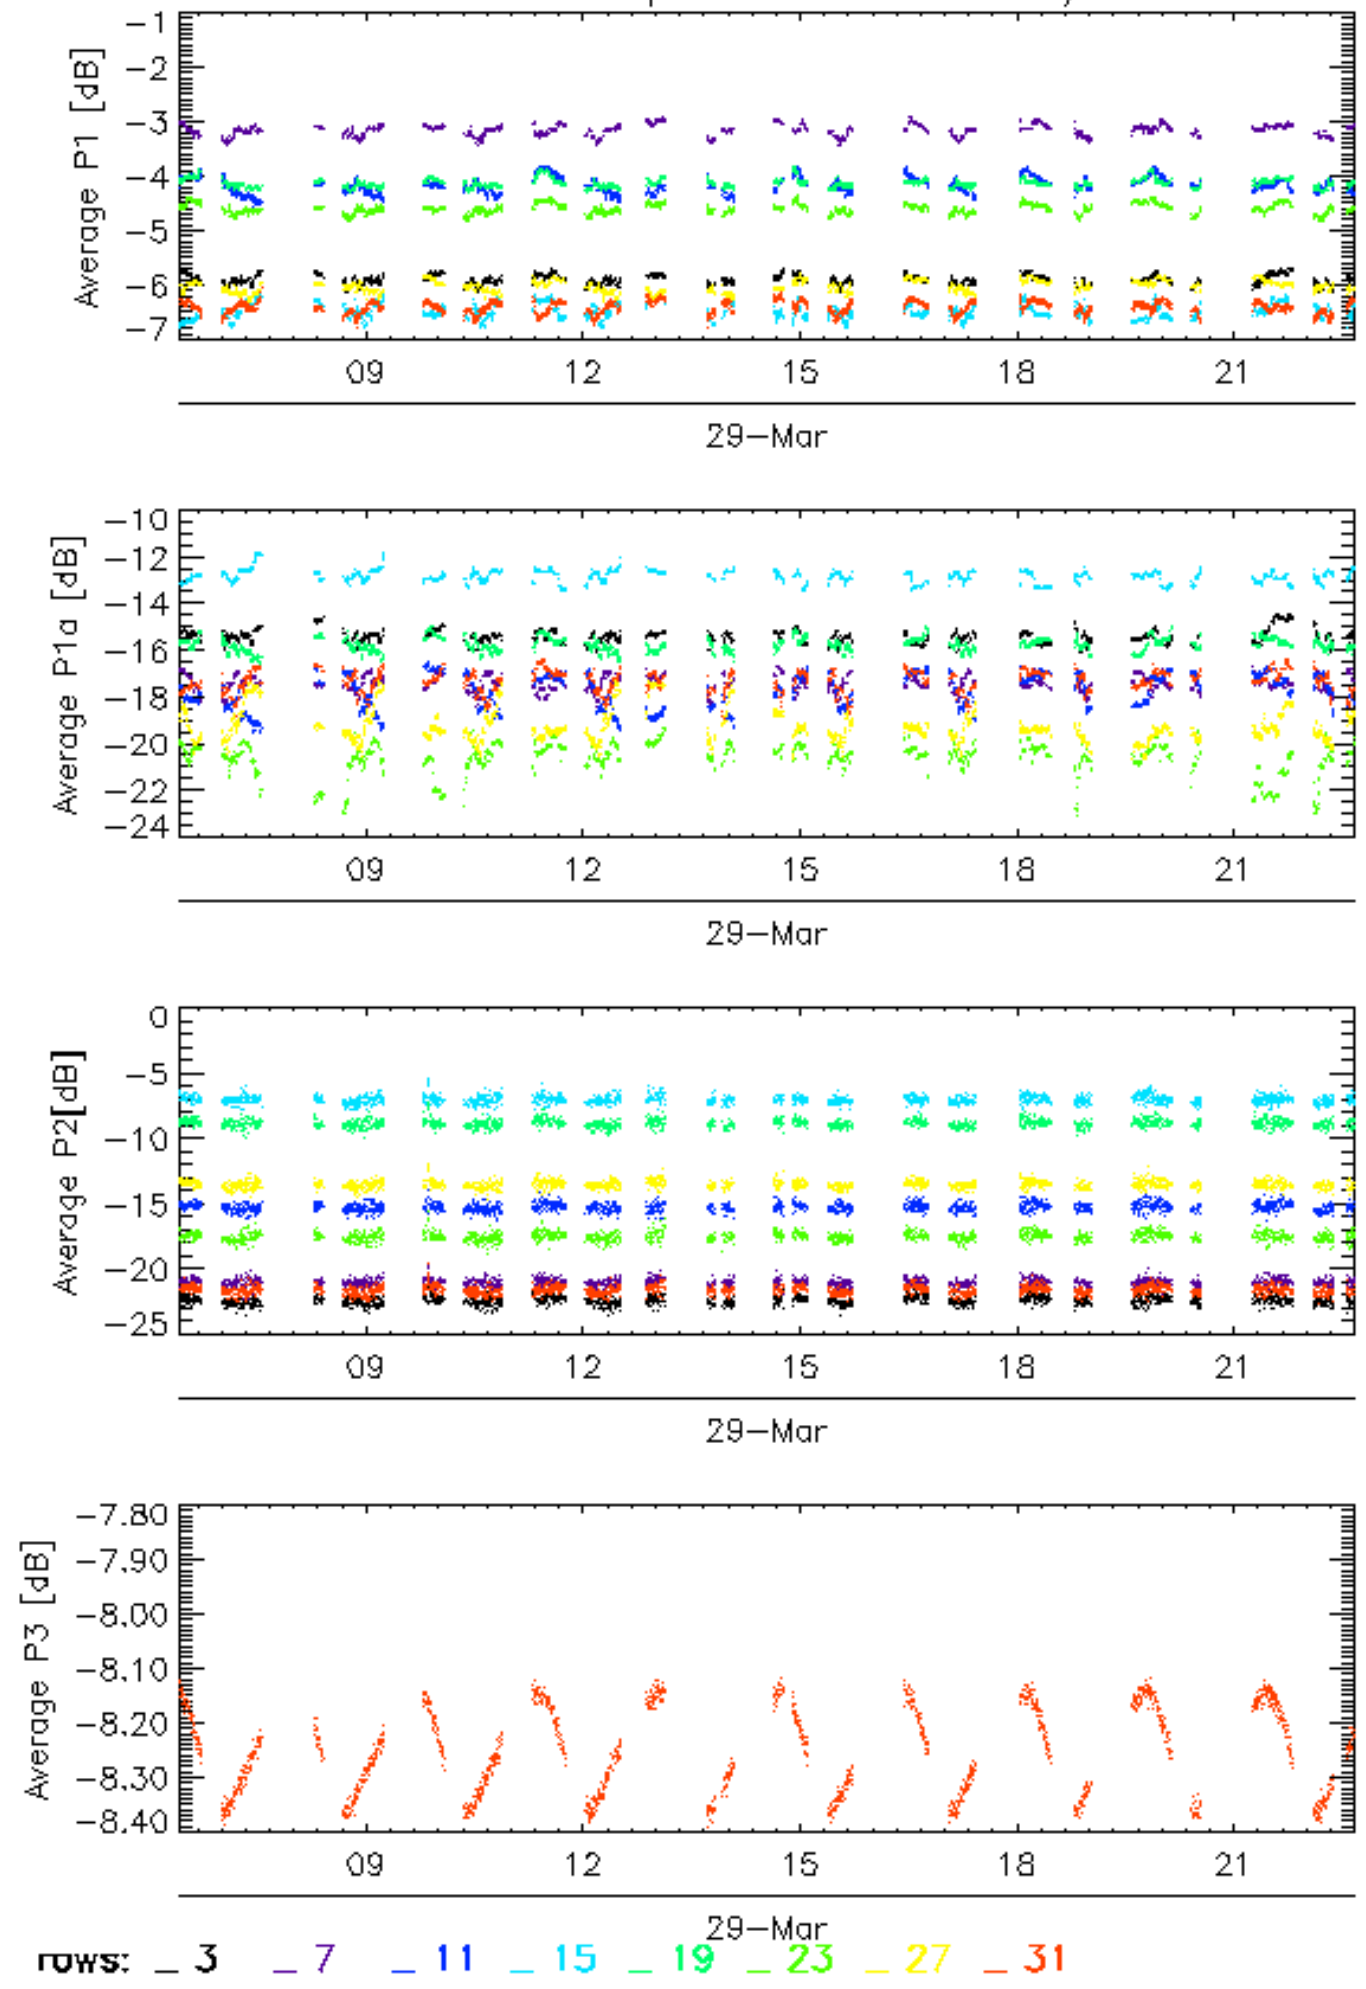 Average P1 [dB]
-1
-2
-3
-4
-5
-6
-7
09 12 15 18 21
29-Mar
Average P1a [dB]
-10
-12
-14
-16
-18
-20
-22
-24
09 12 15 18 21
29-Mar
Average P2[dB]
0
-5
-10
-15
-20
-25
09 12 15 18 21
29-Mar
Average P3 [dB]
-7.80
-7.90
-8.00
-8.10
-8.20
-8.30
-8.40
09 12 15 18 21
29-Mar
rows: _ 3 _ 7 _ 11 _ 15 _ 19 _ 23 _ 27 _ 31